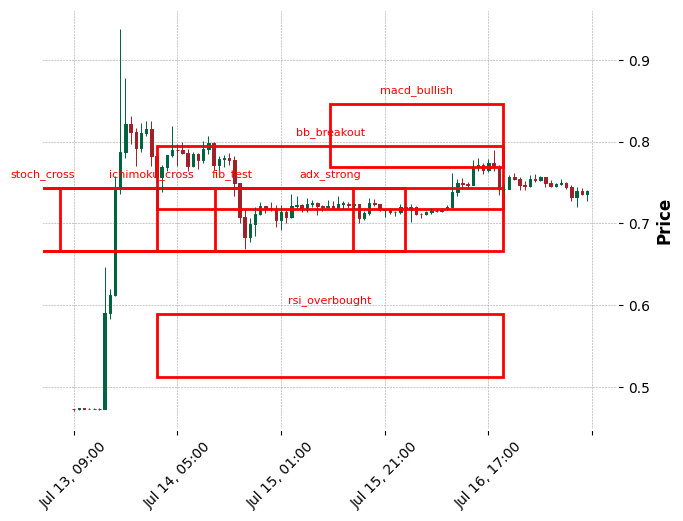 macd_bullish
bb_breakout
stoch_cross
ichimoku_cross
fib_test
adx_strong
rsi_overbought
0.9
0.8
0.7
0.6
0.5
Price
Jul 13, 09:00
Jul 14, 05:00
Jul 15, 01:00
Jul 15, 21:00
Jul 16, 17:00